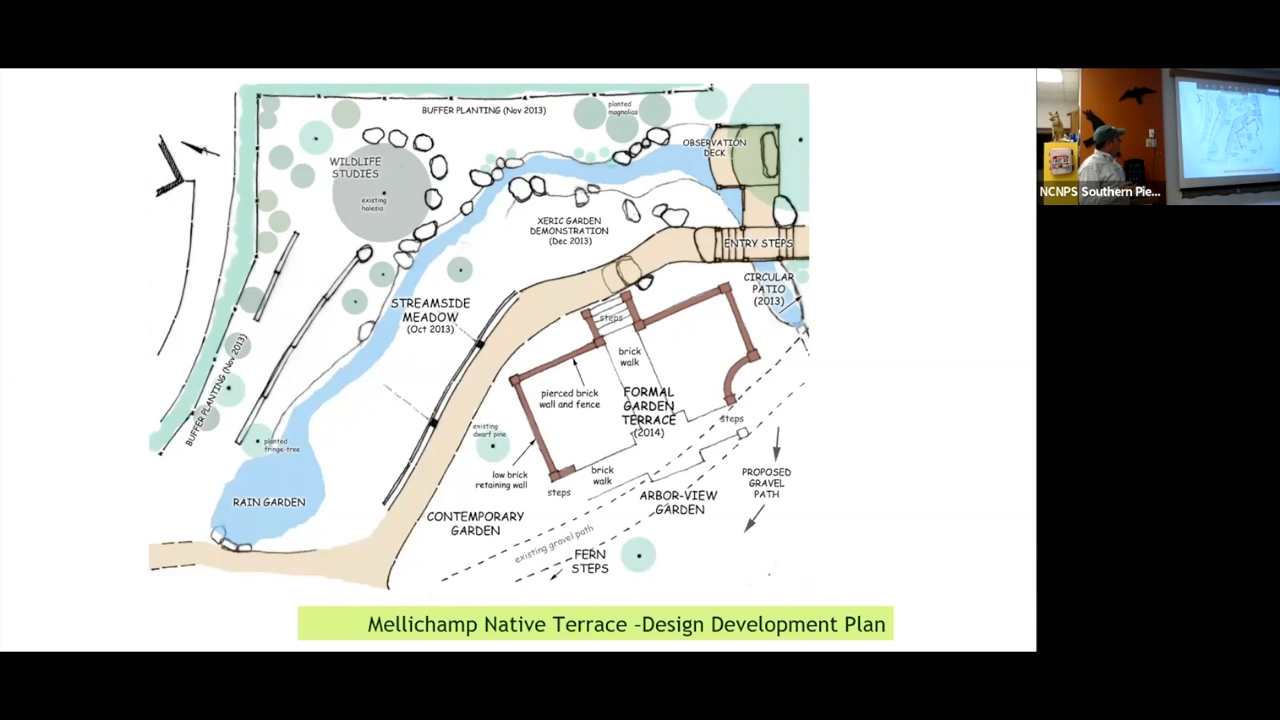 BUFFER PLANTING (Nov 2013)
planted
magnolias
OBSERVATION
DECK
WILDLIFE
STUDIES
existing
halesia
XERIC GARDEN
DEMONSTRATION
(Dec 2013)
ENTRY STEPS
CIRCULAR
PATIO
(2013)
STREAMSIDE
MEADOW
(Oct 2013)
steps
brick
walk
pierced brick
wall and fence
FORMAL
GARDEN
TERRACE
(2014)
steps
BUFFER PLANTING (Nov 2013)
planted
fringe-tree
existing
dwarf pine
low brick
retaining wall
brick
walk
steps
PROPOSED
GRAVEL
PATH
RAIN GARDEN
ARBOR-VIEW
GARDEN
CONTEMPORARY
GARDEN
existing gravel path
FERN
STEPS
Mellichamp Native Terrace -Design Development Plan
NCNPS Southern Pie...